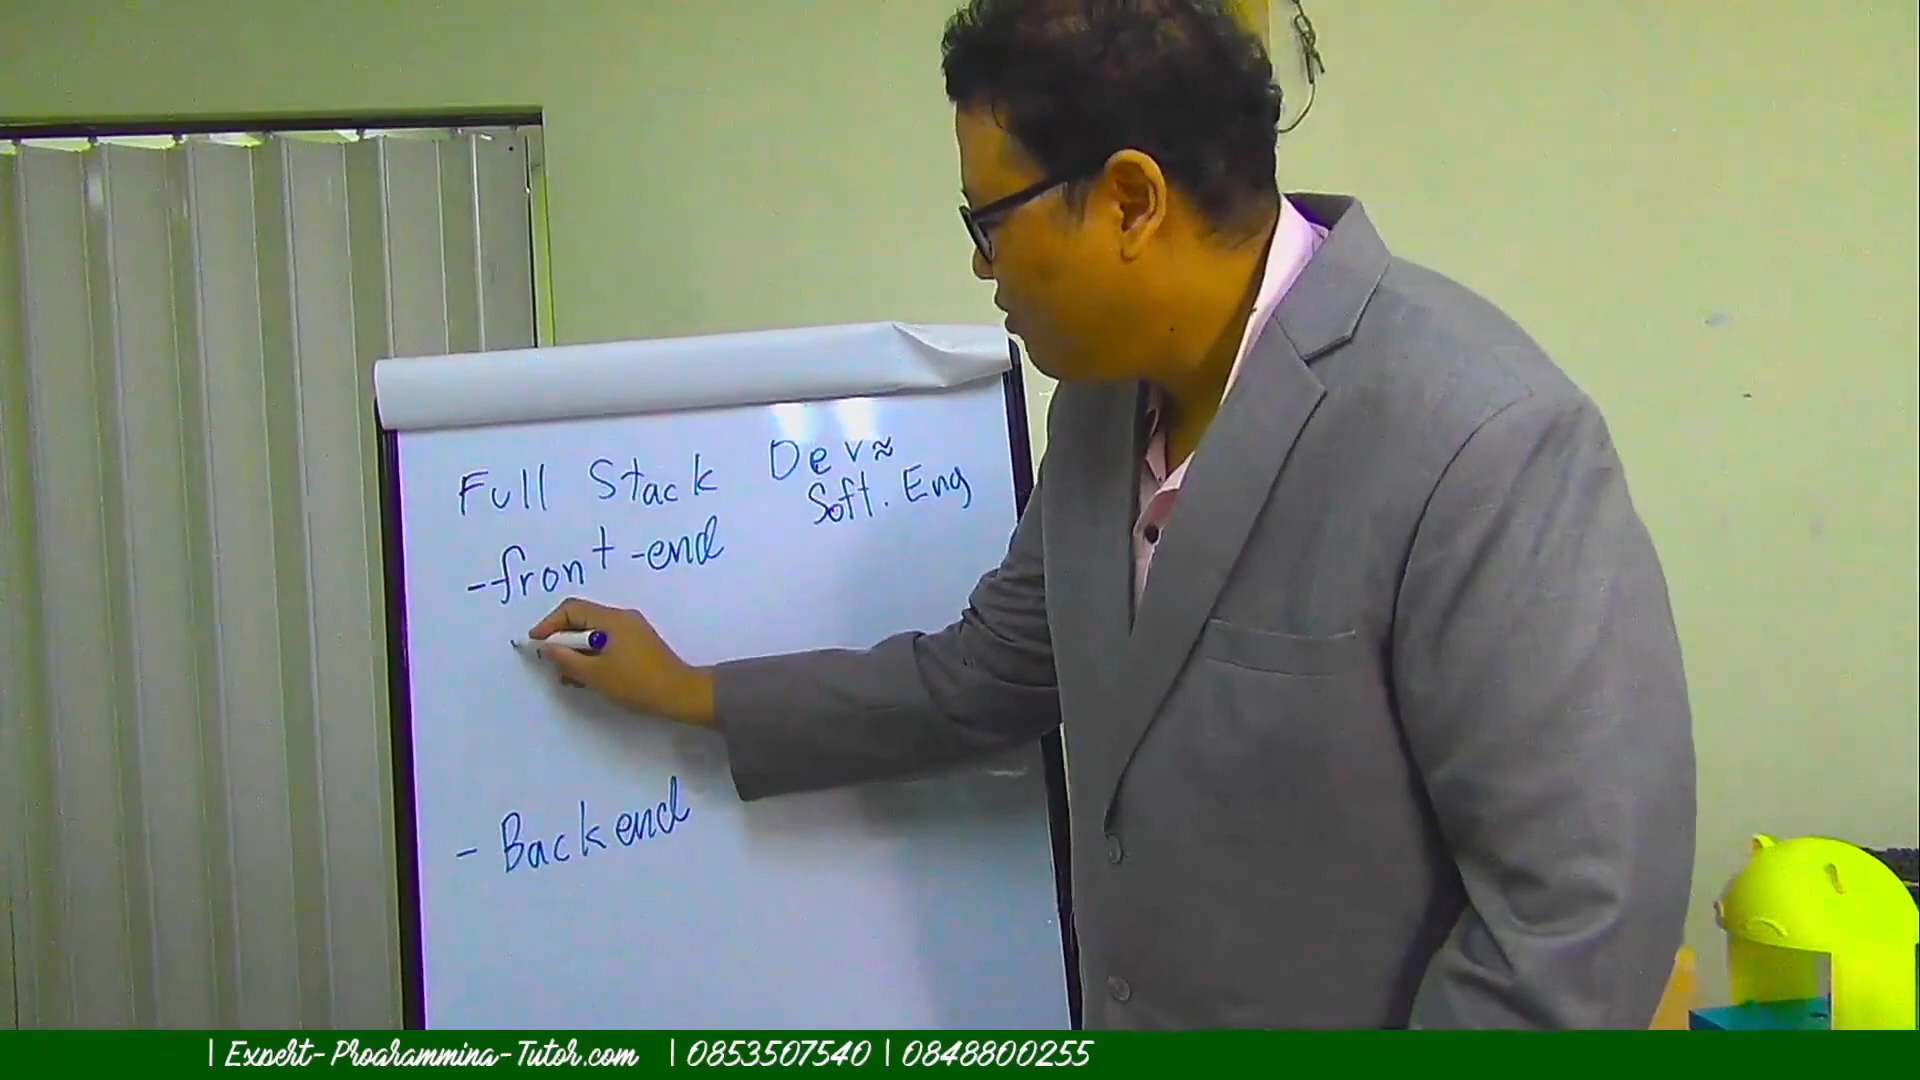 Full Stack Dev ≈
Soft. Eng
-front-end
- Backend
| Expert-Programming-Tutor.com | 0853507540 | 0848800255